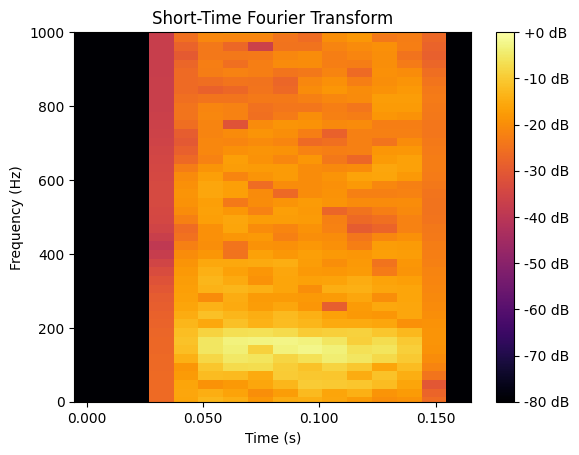 Short-Time Fourier Transform
1000
800
600
400
200
0
Frequency (Hz)
0.000
0.050
0.100
0.150
Time (s)
+0 dB
-10 dB
-20 dB
-30 dB
-40 dB
-50 dB
-60 dB
-70 dB
-80 dB